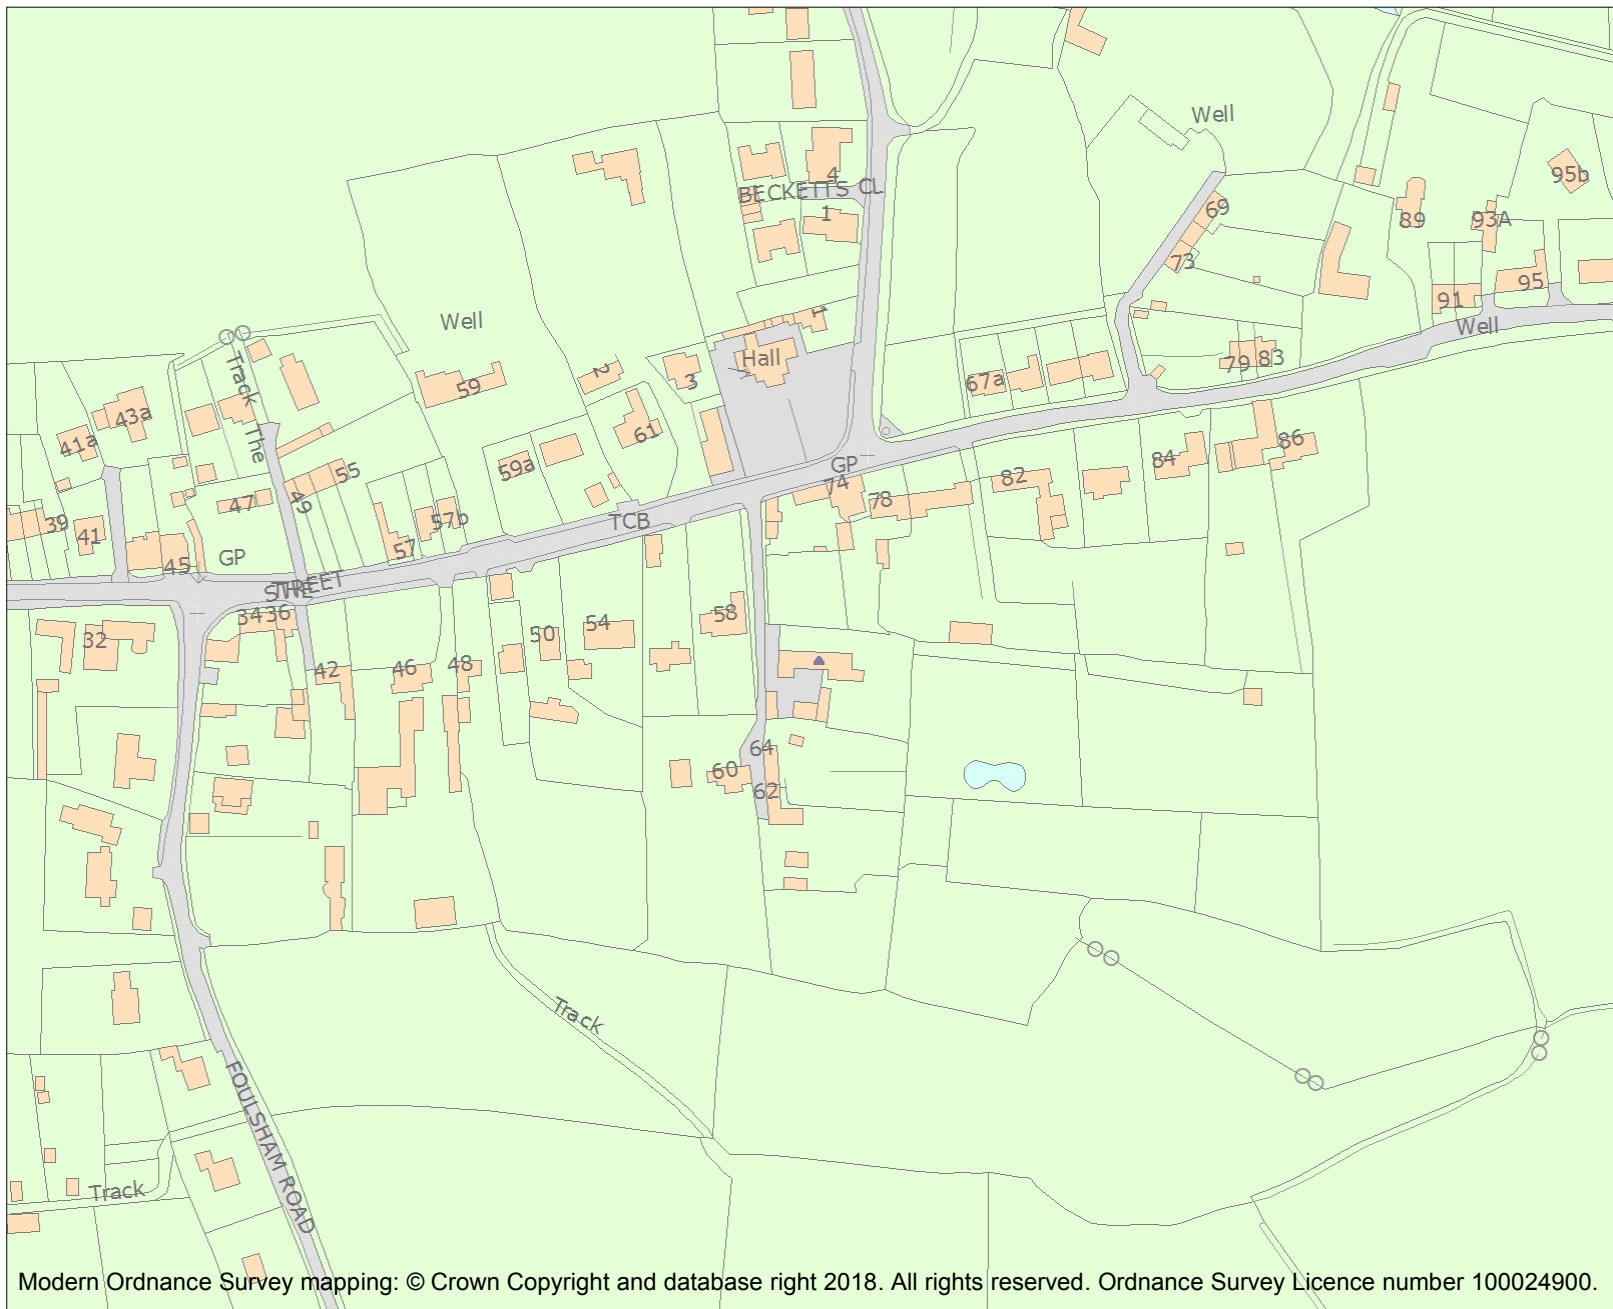 Well
4
BECKETTS CL
1
69
73
95b
89
93A
95
91
Well
79 83
Well
1
Hall
2
3
59
67a
Track
The
43a
41a
61
59a
55
49
47
57b
57
39
41
45
GP
GP
74
78
82
84
86
TCB
THE
STREET
34 36
32
42
46
48
50
54
58
64
60
62
Track
FOULSHAM ROAD
Track
Modern Ordnance Survey mapping: © Crown Copyright and database right 2018. All rights reserved. Ordnance Survey Licence number 100024900.